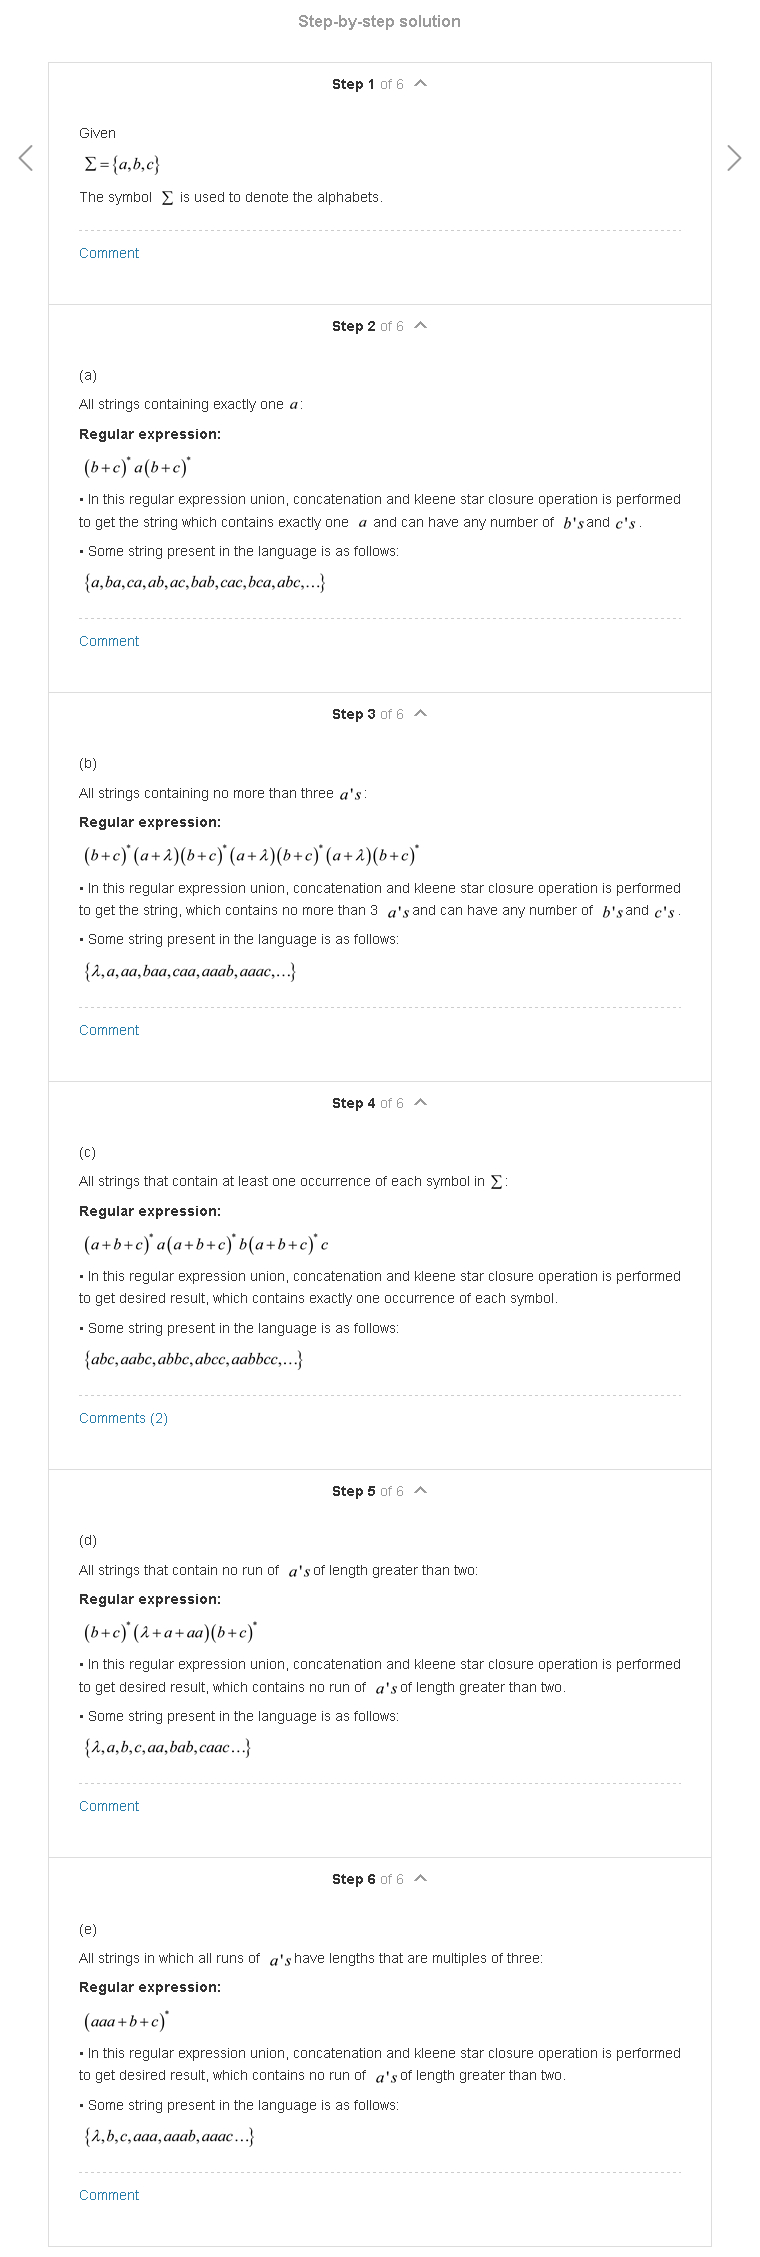 Step-by-step solution
Step 1 of 6
Given
Σ={a,b,c}
The symbol Σ is used to denote the alphabets.
Comment
Step 2 of 6
(a)
All strings containing exactly one a:
Regular expression:
(b+c)* a(b+c)*
• In this regular expression union, concatenation and kleene star closure operation is performed
to get the string which contains exactly one a and can have any number of b's and c's.
• Some string present in the language is as follows:
{a,ba,ca,ab,ac,bab,cac,bca,abc,...}
Comment
Step 3 of 6
(b)
All strings containing no more than three a's:
Regular expression:
(b+c)*(a+λ)(b+c)*(a+λ)(b+c)*(a+λ)(b+c)*
• In this regular expression union, concatenation and kleene star closure operation is performed
to get the string, which contains no more than 3 a's and can have any number of b's and c's.
• Some string present in the language is as follows:
{λ,a,aa,baa,caa,aaab,aaac,...}
Comment
Step 4 of 6
(c)
All strings that contain at least one occurrence of each symbol in Σ:
Regular expression:
(a+b+c)* a(a+b+c)* b(a+b+c)* c
• In this regular expression union, concatenation and kleene star closure operation is performed
to get desired result, which contains exactly one occurrence of each symbol.
• Some string present in the language is as follows:
{abc,aabc,abbc,abcc,aabbcc,...}
Comments (2)
Step 5 of 6
(d)
All strings that contain no run of a's of length greater than two:
Regular expression:
(b+c)*(λ+a+aa)(b+c)*
• In this regular expression union, concatenation and kleene star closure operation is performed
to get desired result, which contains no run of a's of length greater than two.
• Some string present in the language is as follows:
{λ,a,b,c,aa,bab,caac...}
Comment
Step 6 of 6
(e)
All strings in which all runs of a's have lengths that are multiples of three:
Regular expression:
(aaa+b+c)*
• In this regular expression union, concatenation and kleene star closure operation is performed
to get desired result, which contains no run of a's of length greater than two.
• Some string present in the language is as follows:
{λ,b,c,aaa,aaab,aaac...}
Comment